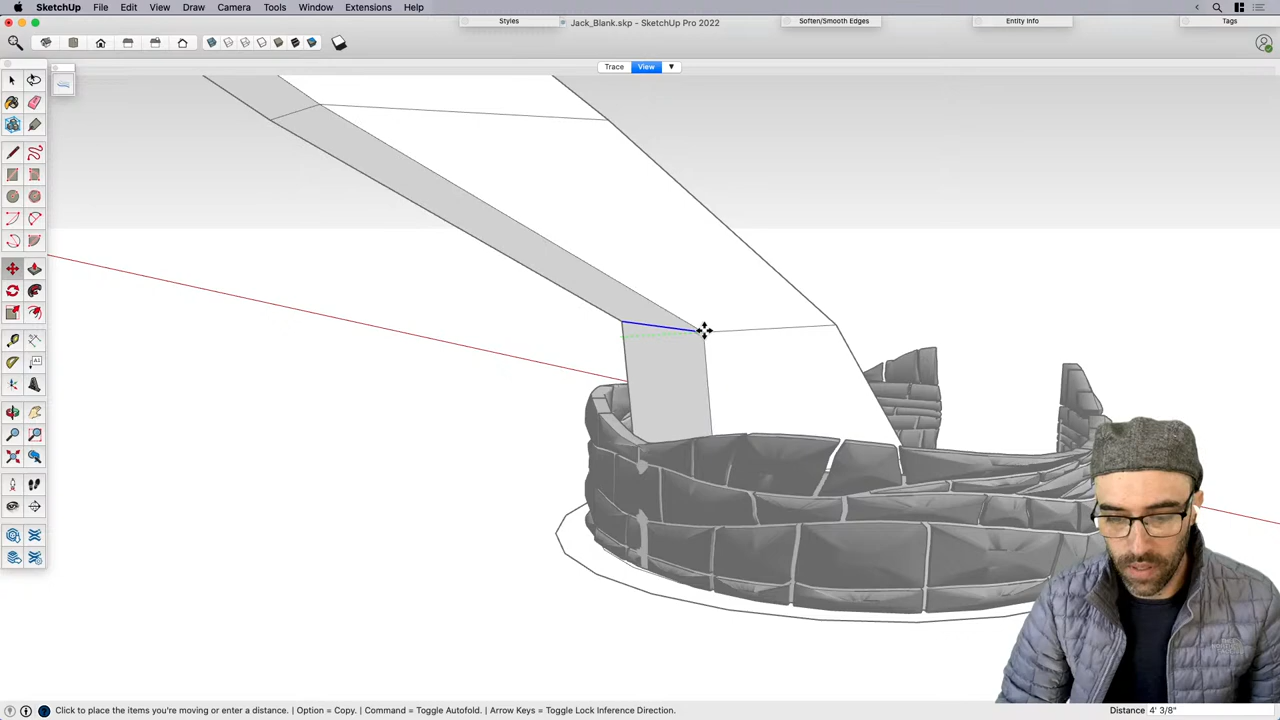 SketchUp File Edit View Draw Camera Tools Window Extensions Help
Styles
Jack_Blank.skp - SketchUp Pro 2022
Soften/Smooth Edges
Entity Info
Tags
Trace View
Click to place the items you're moving or enter a distance. | Option = Copy. | Command = Toggle Autofold. | Arrow Keys = Toggle Lock Inference Direction.
Distance 4' 3/8"